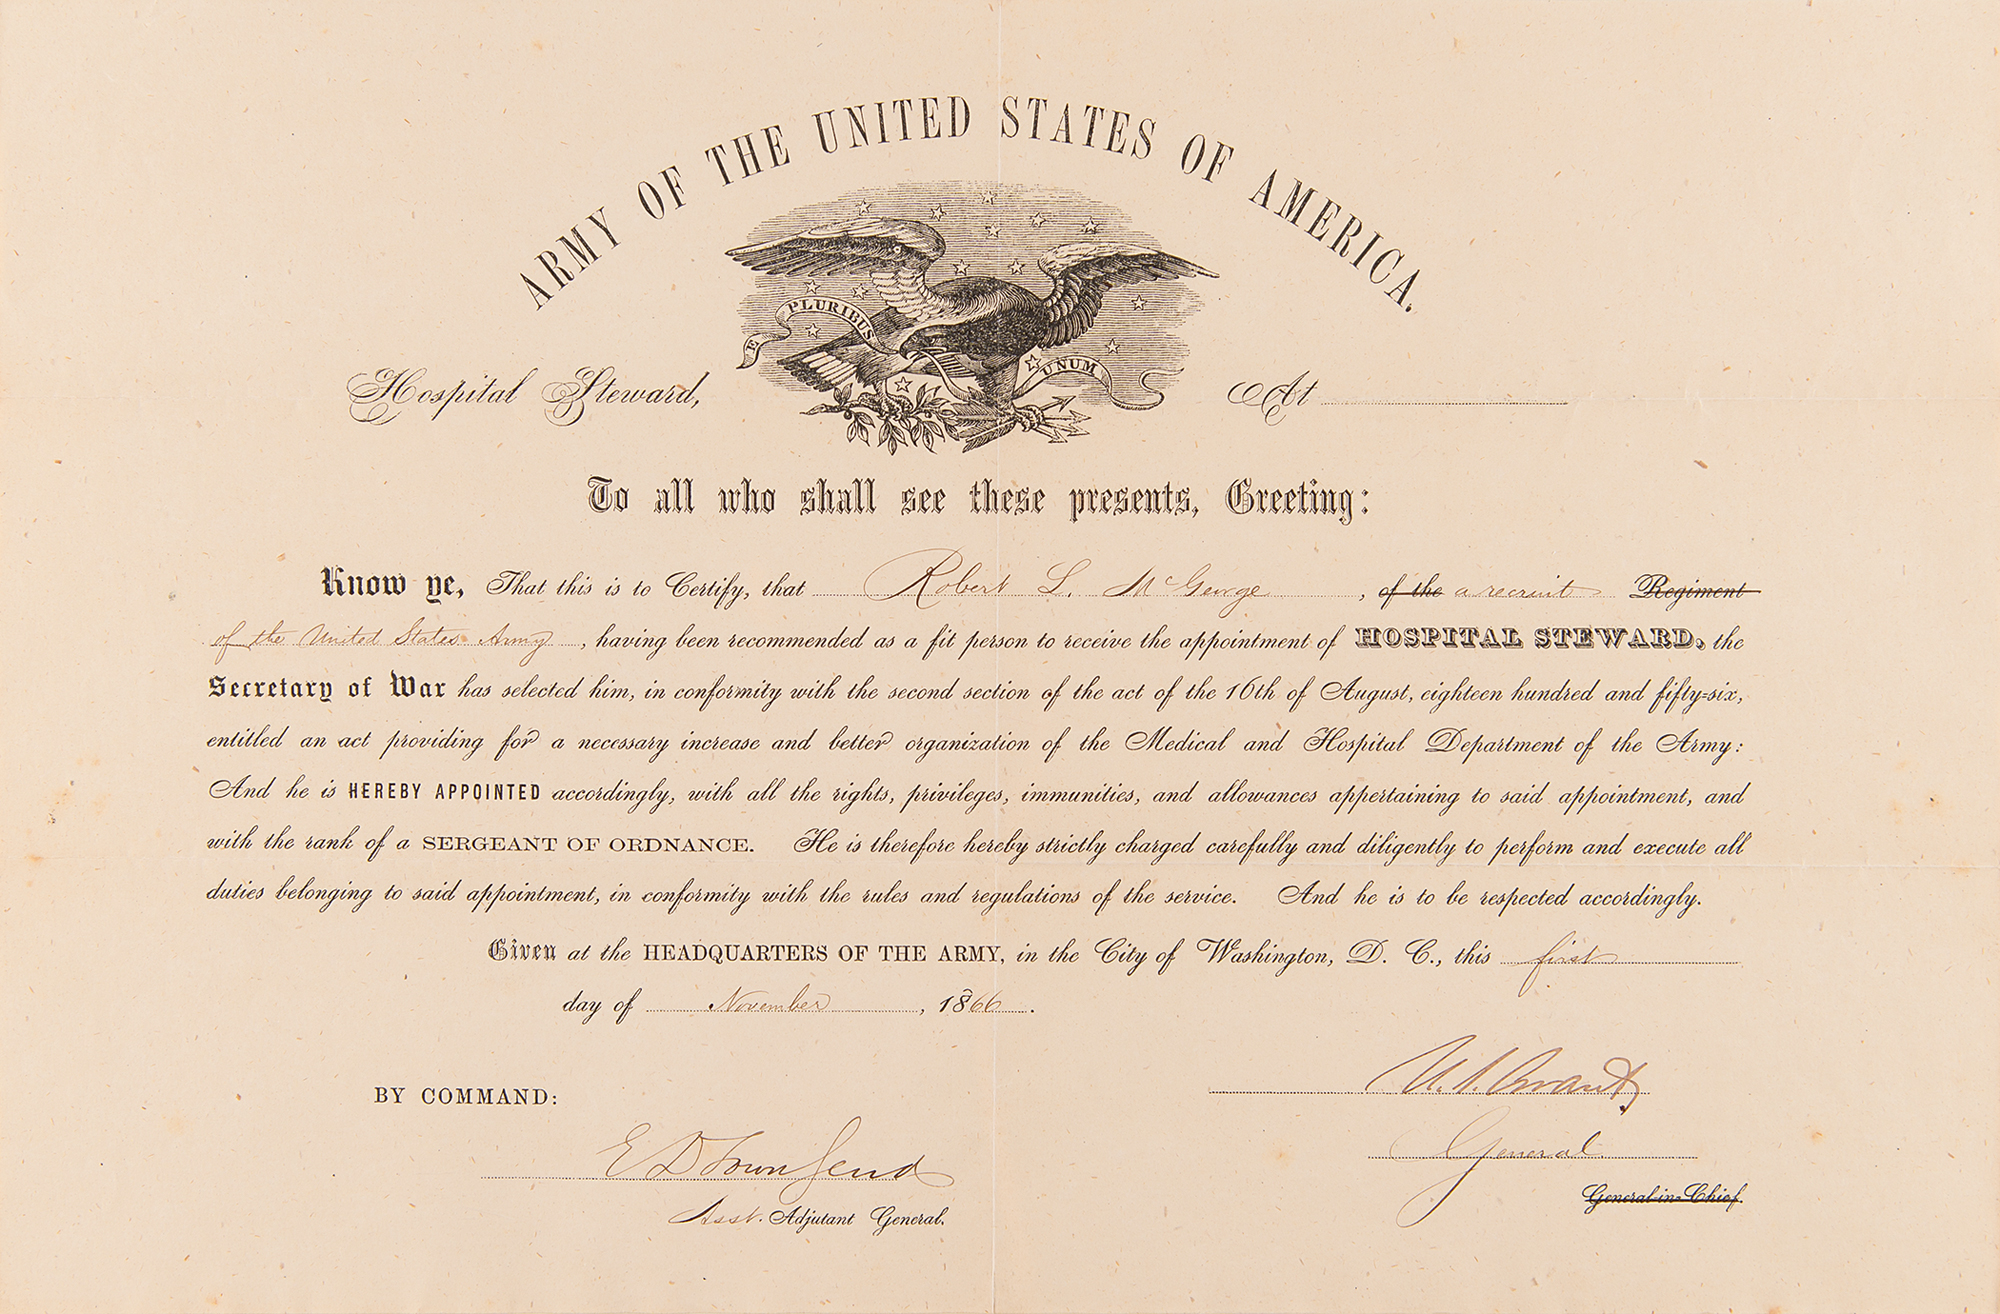 ARMY OF THE UNITED STATES OF AMERICA.
E PLURIBUS UNUM
Hospital Steward, At
To all who shall see these presents, Greeting:
Know ye, That this is to Certify, that Robert L. McGeorge, of the a recruit Regiment
of the United States Army, having been recommended as a fit person to receive the appointment of HOSPITAL STEWARD, the
Secretary of War has selected him, in conformity with the second section of the act of the 16th of August, eighteen hundred and fifty-six,
entitled an act providing for a necessary increase and better organization of the Medical and Hospital Department of the Army:
And he is HEREBY APPOINTED accordingly, with all the rights, privileges, immunities, and allowances appertaining to said appointment, and
with the rank of a SERGEANT OF ORDNANCE. He is therefore hereby strictly charged carefully and diligently to perform and execute all
duties belonging to said appointment, in conformity with the rules and regulations of the service. And he is to be respected accordingly.
Given at the HEADQUARTERS OF THE ARMY, in the City of Washington, D. C., this first
day of November, 1866.
U. S. Grant
BY COMMAND:
General
E D Townsend
General-in-Chief.
Asst. Adjutant General.